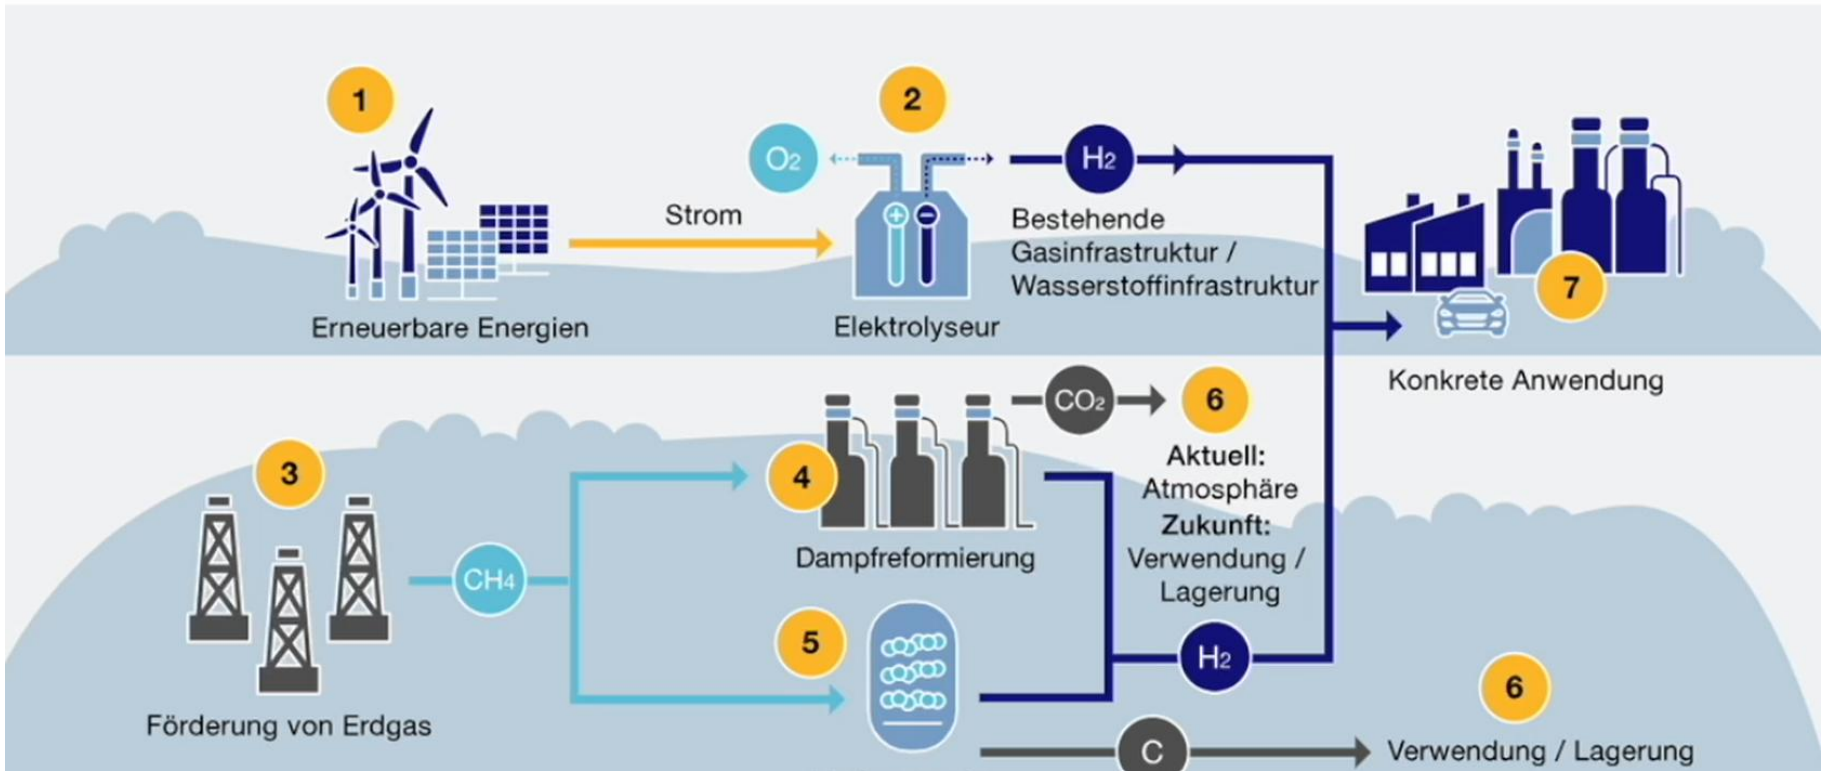 1
2
O2
H2
+
−
Strom
Bestehende
Gasinfrastruktur /
Wasserstoffinfrastruktur
7
Erneuerbare Energien
Elektrolyseur
Konkrete Anwendung
CO2
6
3
4
Aktuell:
Atmosphäre
Zukunft:
Verwendung /
Lagerung
Dampfreformierung
CH4
5
H2
6
Förderung von Erdgas
C
Verwendung / Lagerung